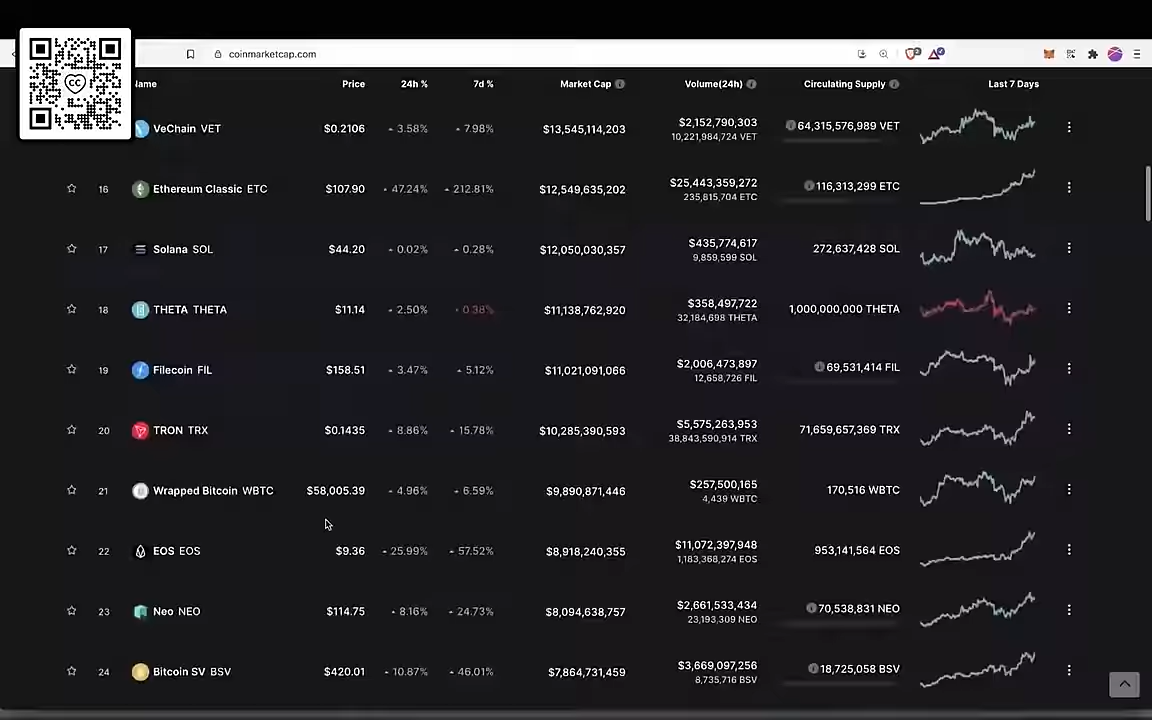 coinmarketcap.com
CC
Name Price 24h % 7d % Market Cap Volume(24h) Circulating Supply Last 7 Days
VeChain VET $0.2106 3.58% 7.98% $13,545,114,203 $2,152,790,303 64,315,576,989 VET
10,221,984,724 VET
16 Ethereum Classic ETC $107.90 47.24% 212.81% $12,549,635,202 $25,443,359,272 116,313,299 ETC
235,815,704 ETC
17 Solana SOL $44.20 0.02% 0.28% $12,050,030,357 $435,774,617 272,637,428 SOL
9,859,599 SOL
18 THETA THETA $11.14 2.50% 0.38% $11,138,762,920 $358,497,722 1,000,000,000 THETA
32,184,698 THETA
19 Filecoin FIL $158.51 3.47% 5.12% $11,021,091,066 $2,006,473,897 69,531,414 FIL
12,658,726 FIL
20 TRON TRX $0.1435 8.86% 15.78% $10,285,390,593 $5,575,263,953 71,659,657,369 TRX
38,843,590,914 TRX
21 Wrapped Bitcoin WBTC $58,005.39 4.96% 6.59% $9,890,871,446 $257,500,165 170,516 WBTC
4,439 WBTC
22 EOS EOS $9.36 25.99% 57.52% $8,918,240,355 $11,072,397,948 953,141,564 EOS
1,183,368,274 EOS
23 Neo NEO $114.75 8.16% 24.73% $8,094,638,757 $2,661,533,434 70,538,831 NEO
23,193,309 NEO
24 Bitcoin SV BSV $420.01 10.87% 46.01% $7,864,731,459 $3,669,097,256 18,725,058 BSV
8,735,716 BSV